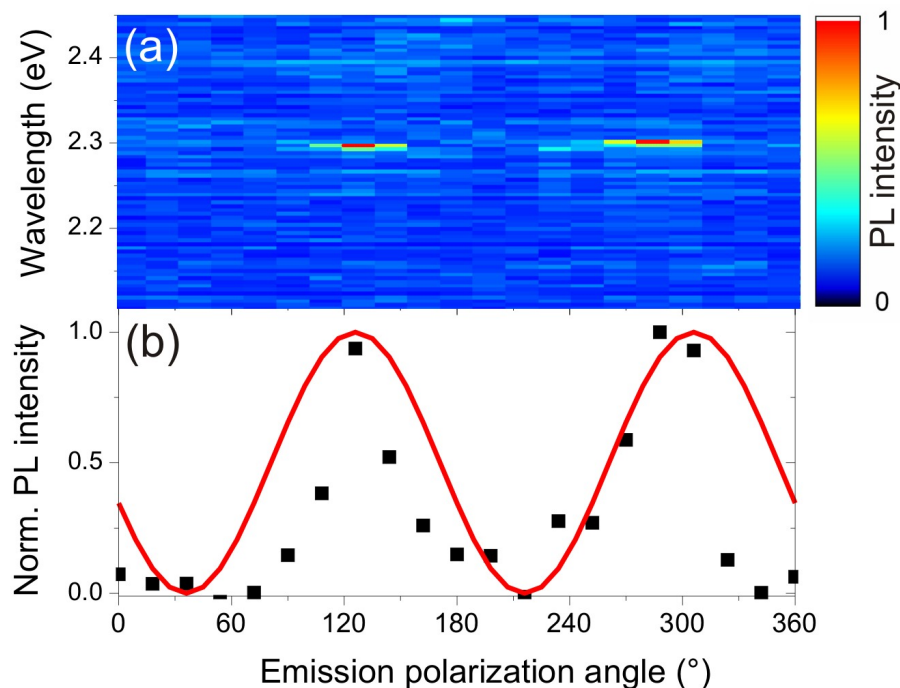 (a)
2.4
2.3
2.2
Wavelength (eV)
1
0
PL intensity
(b)
1.0
0.5
0.0
Norm. PL intensity
0 60 120 180 240 300 360
Emission polarization angle (°)